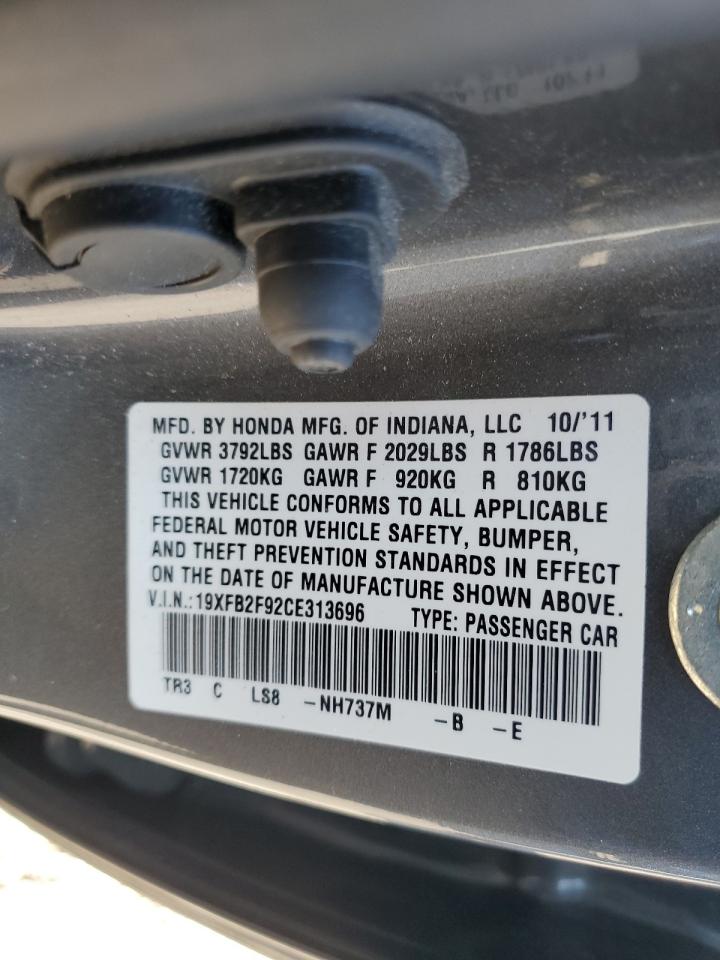 MFD. BY HONDA MFG. OF INDIANA, LLC 10/'11
GVWR 3792LBS GAWR F 2029LBS R 1786LBS
GVWR 1720KG GAWR F 920KG R 810KG
THIS VEHICLE CONFORMS TO ALL APPLICABLE
FEDERAL MOTOR VEHICLE SAFETY, BUMPER,
AND THEFT PREVENTION STANDARDS IN EFFECT
ON THE DATE OF MANUFACTURE SHOWN ABOVE.
V.I.N.:19XFB2F92CE313696 TYPE: PASSENGER CAR
TR3 C LS8 -NH737M -B -E